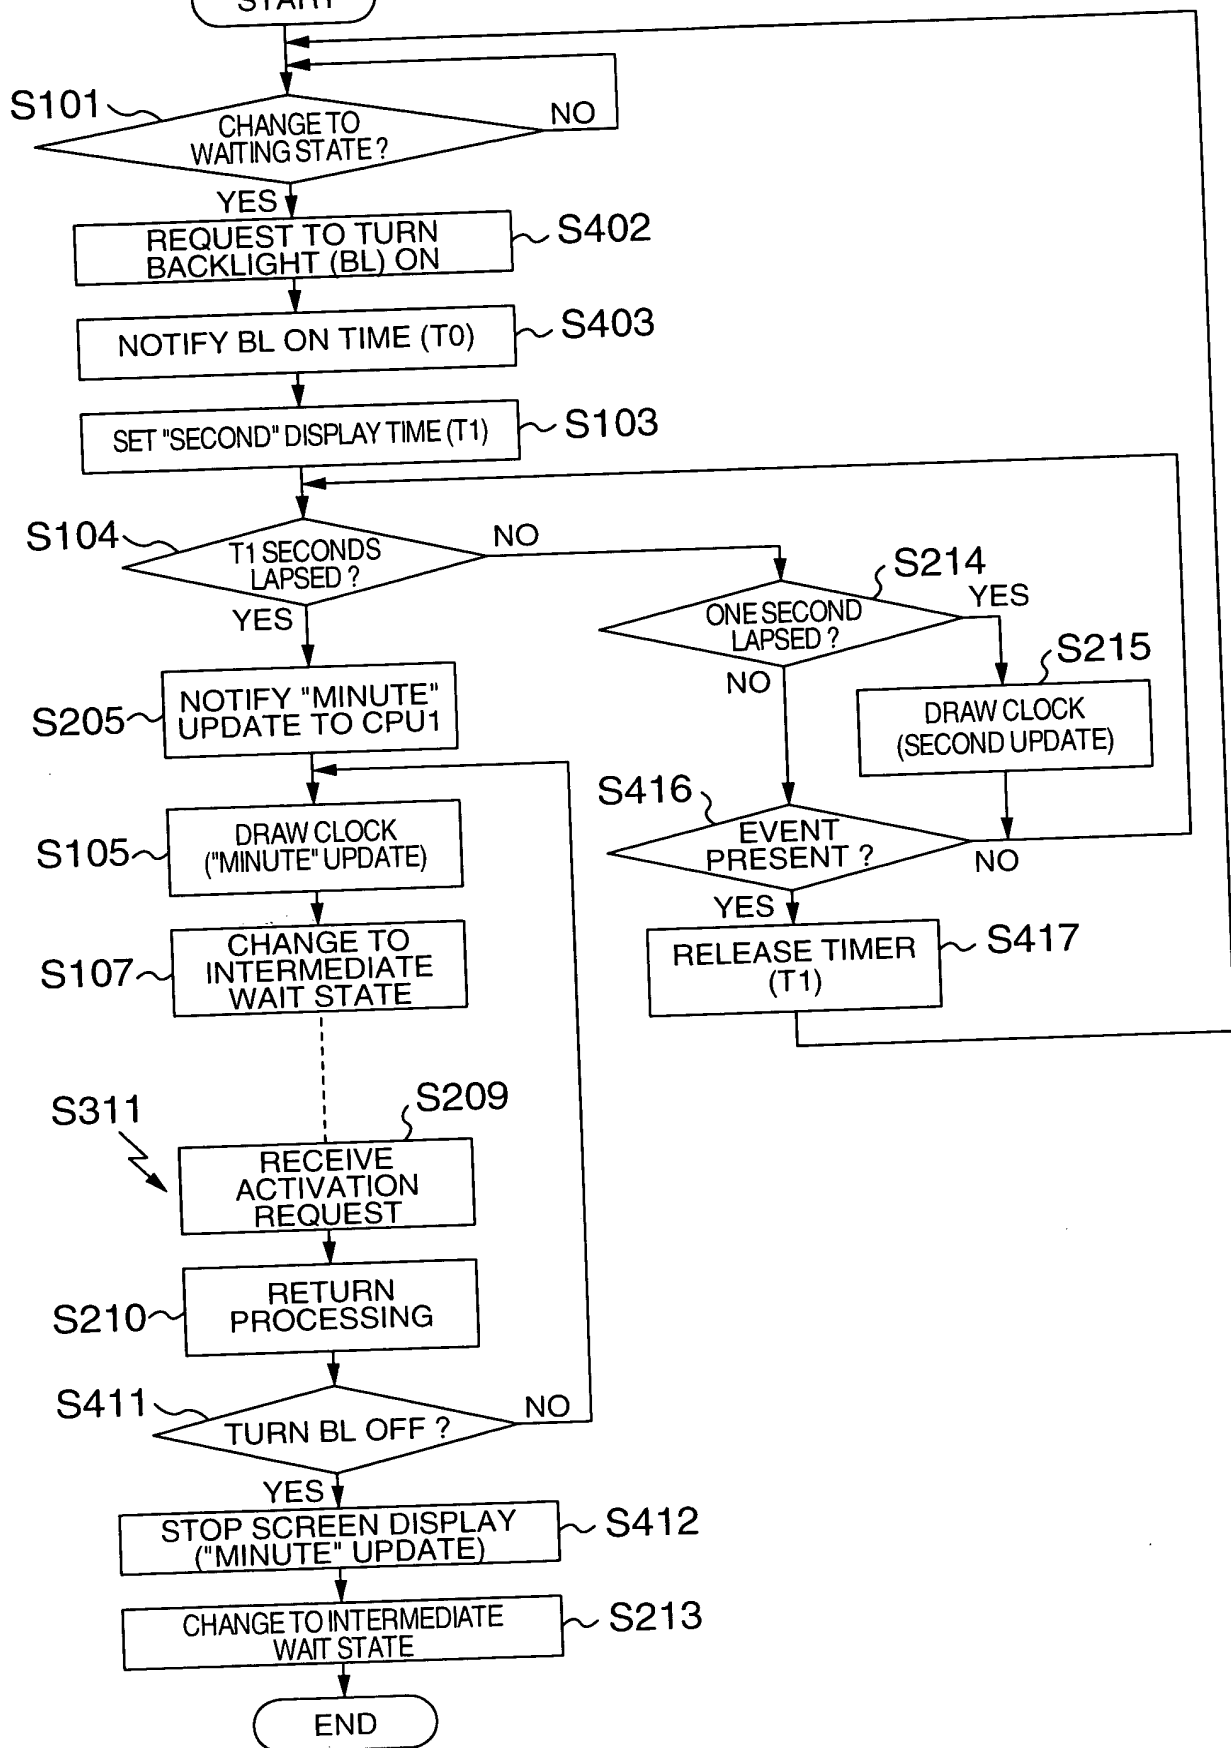 START
S101
CHANGE TO
WAITING STATE?
NO
YES
REQUEST TO TURN
BACKLIGHT (BL) ON
S402
NOTIFY BL ON TIME (T0)
S403
SET "SECOND" DISPLAY TIME (T1)
S103
S104
T1 SECONDS
LAPSED ?
NO
YES
S214
ONE SECOND
LAPSED ?
YES
NO
S215
DRAW CLOCK
(SECOND UPDATE)
S205
NOTIFY "MINUTE"
UPDATE TO CPU1
S416
EVENT
PRESENT ?
NO
YES
S105
DRAW CLOCK
("MINUTE" UPDATE)
RELEASE TIMER
(T1)
S417
S107
CHANGE TO
INTERMEDIATE
WAIT STATE
S311
S209
RECEIVE
ACTIVATION
REQUEST
S210
RETURN
PROCESSING
S411
TURN BL OFF ?
NO
YES
STOP SCREEN DISPLAY
("MINUTE" UPDATE)
S412
CHANGE TO INTERMEDIATE
WAIT STATE
S213
END